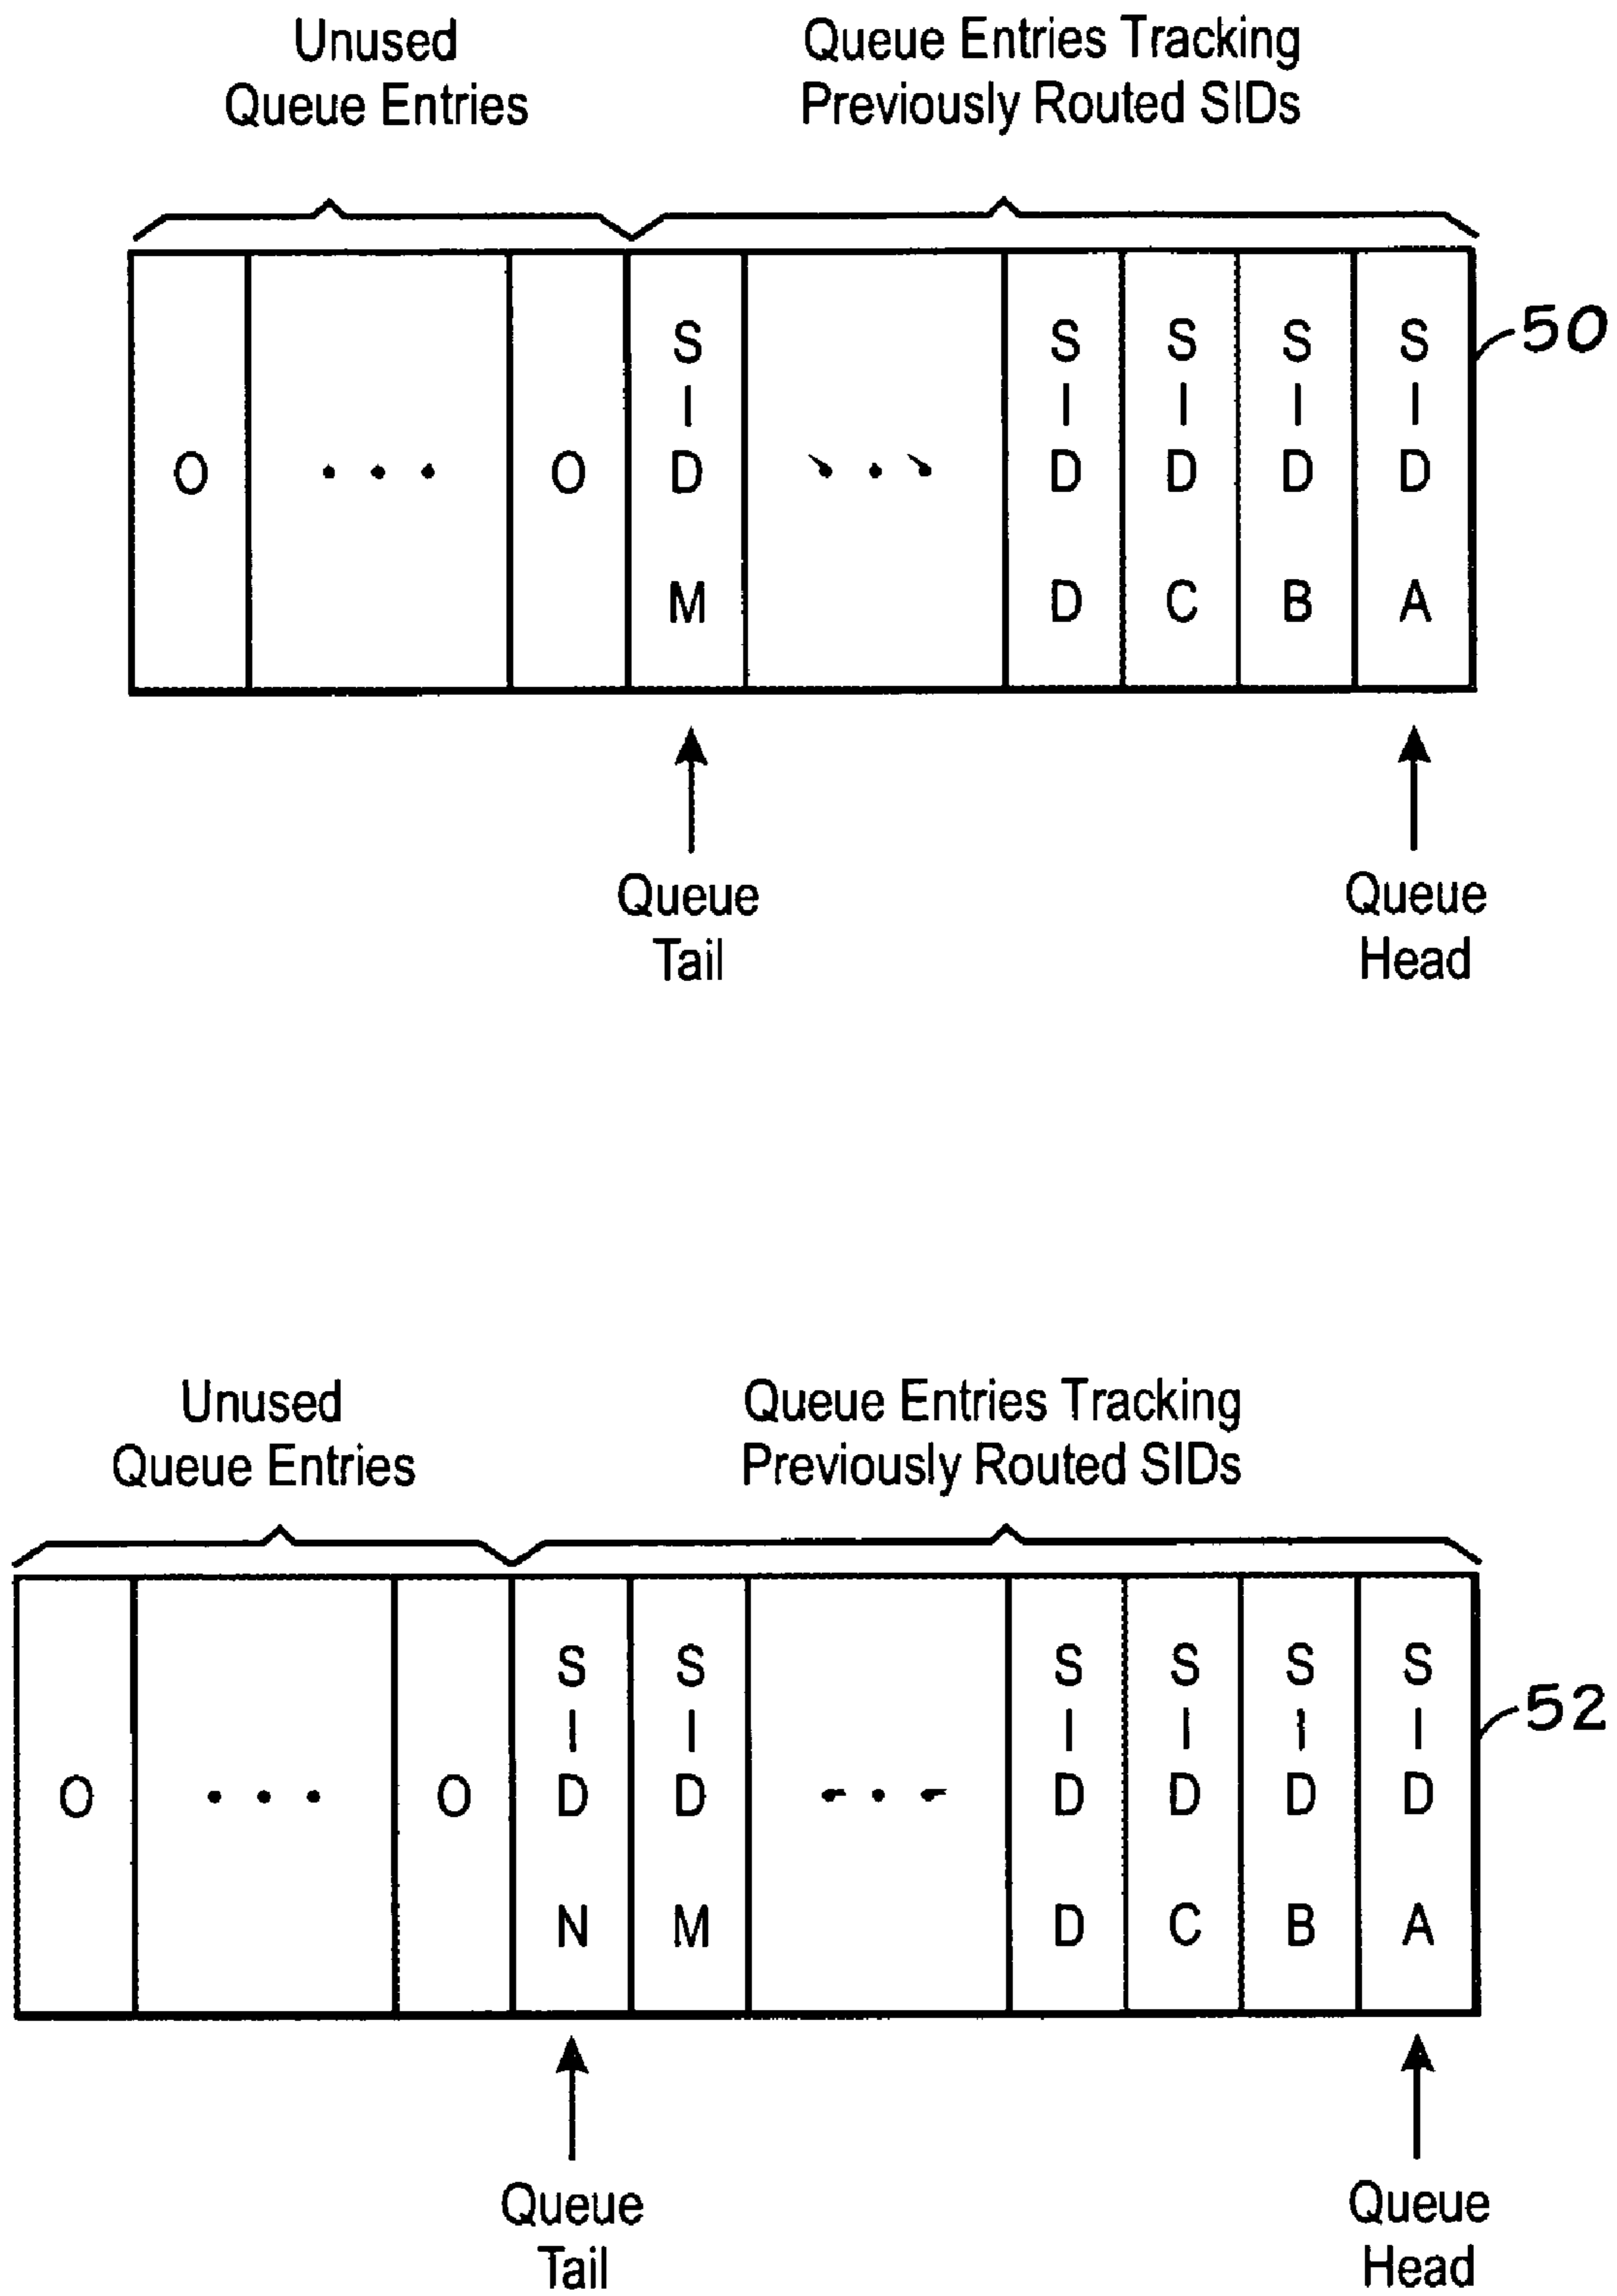 Unused
Queue Entries
Queue Entries Tracking
Previously Routed SIDs
O ... O S I D M ... S I D D S I D C S I D B S I D A
50
Queue
Tail
Queue
Head
Unused
Queue Entries
Queue Entries Tracking
Previously Routed SIDs
O ... O S I D N S I D M ... S I D D S I D C S I D B S I D A
52
Queue
Tail
Queue
Head